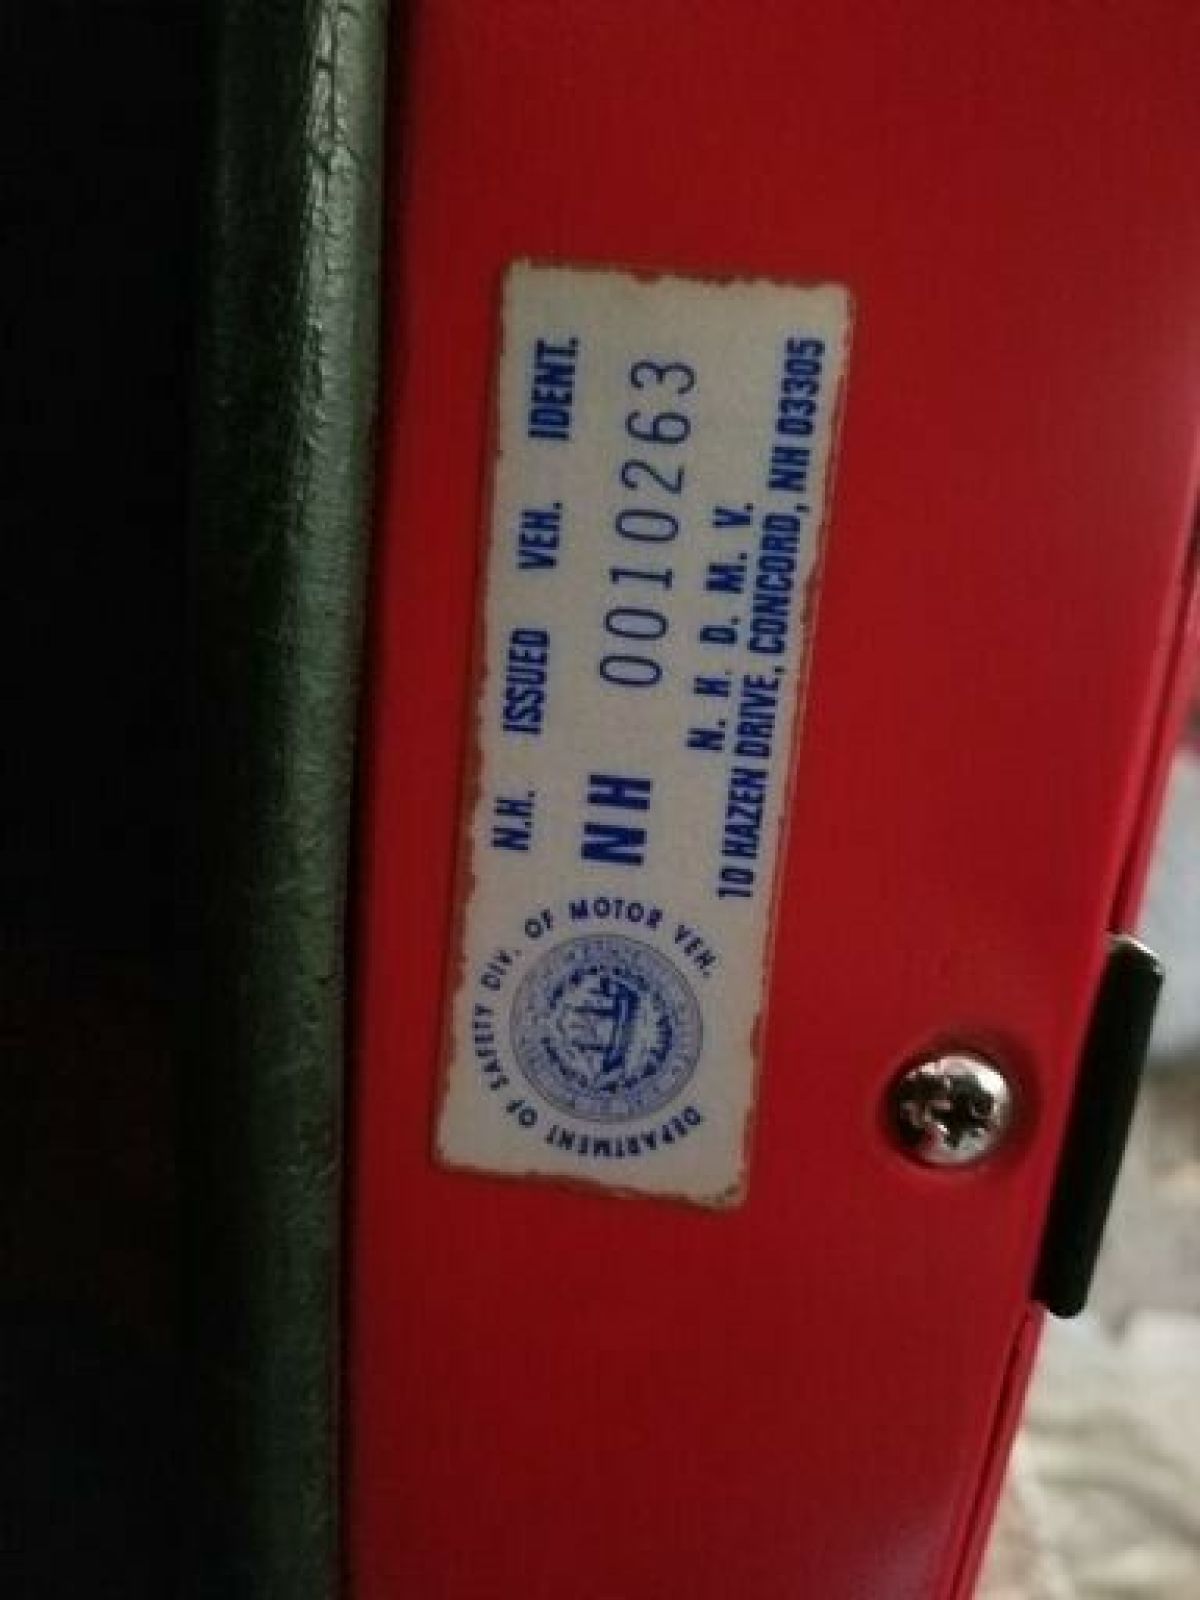 N.H. ISSUED VEH. IDENT.
NH 0010263
N. H. D. M. V.
10 HAZEN DRIVE, CONCORD, NH 03305
DEPARTMENT OF SAFETY DIV. OF MOTOR VEH.